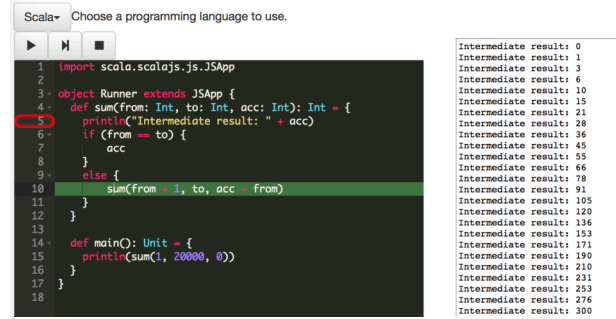 Scala Choose a programming language to use.
1 import scala.scalajs.js.JSApp
2
3 object Runner extends JSApp {
4 def sum(from: Int, to: Int, acc: Int): Int = {
5 println("Intermediate result: " + acc)
6 if (from == to) {
7 acc
8 }
9 else {
10 sum(from + 1, to, acc + from)
11 }
12 }
13
14 def main(): Unit = {
15 println(sum(1, 20000, 0))
16 }
17 }
18
Intermediate result: 0
Intermediate result: 1
Intermediate result: 3
Intermediate result: 6
Intermediate result: 10
Intermediate result: 15
Intermediate result: 21
Intermediate result: 28
Intermediate result: 36
Intermediate result: 45
Intermediate result: 55
Intermediate result: 66
Intermediate result: 78
Intermediate result: 91
Intermediate result: 105
Intermediate result: 120
Intermediate result: 136
Intermediate result: 153
Intermediate result: 171
Intermediate result: 190
Intermediate result: 210
Intermediate result: 231
Intermediate result: 253
Intermediate result: 276
Intermediate result: 300